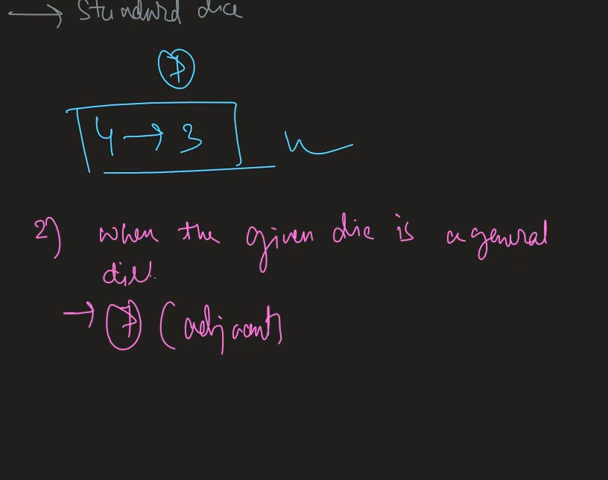 → Standard dice
7
4 → 3
2) when the given die is a general
die.
→ 7 (adjacent)